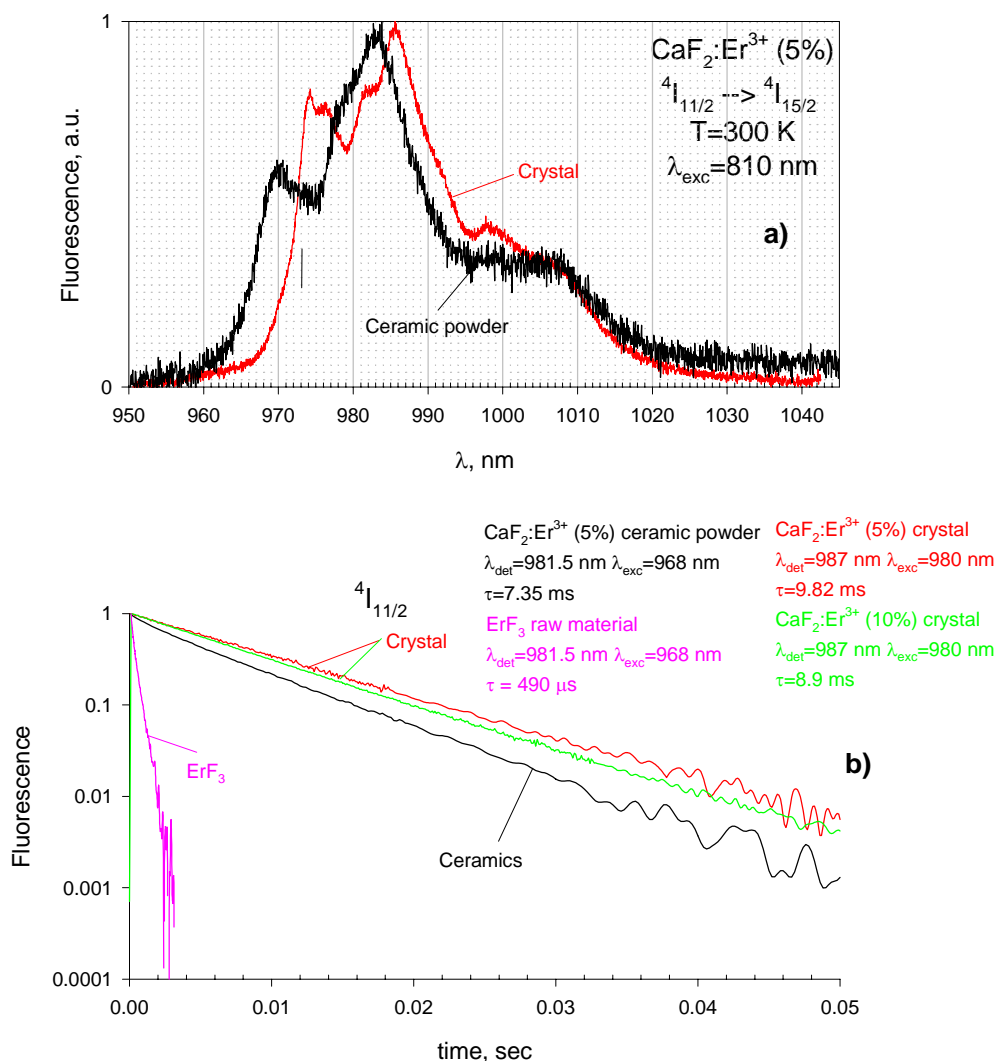 1
CaF₂:Er³⁺ (5%)
⁴I₁₁/₂ --> ⁴I₁₅/₂
T=300 K
λexc=810 nm
Crystal
a)
Fluorescence, a.u.
Ceramic powder
0
950 960 970 980 990 1000 1010 1020 1030 1040
λ, nm
CaF₂:Er³⁺ (5%) ceramic powder
λdet=981.5 nm λexc=968 nm
τ=7.35 ms
ErF₃ raw material
λdet=981.5 nm λexc=968 nm
τ = 490 μs
CaF₂:Er³⁺ (5%) crystal
λdet=987 nm λexc=980 nm
τ=9.82 ms
CaF₂:Er³⁺ (10%) crystal
λdet=987 nm λexc=980 nm
τ=8.9 ms
⁴I₁₁/₂
Crystal
1
0.1
0.01
0.001
0.0001
Fluorescence
ErF₃
Ceramics
b)
0.00 0.01 0.02 0.03 0.04 0.05
time, sec